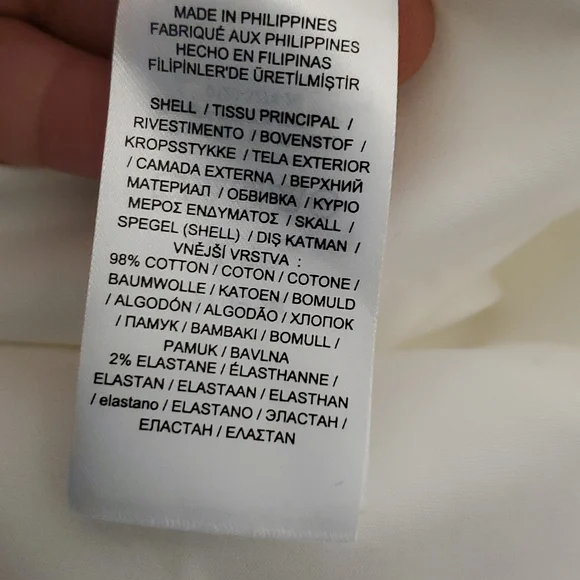 MADE IN PHILIPPINES
FABRIQUÉ AUX PHILIPPINES
HECHO EN FILIPINAS
FİLİPİNLER'DE ÜRETİLMİŞTİR
SHELL / TISSU PRINCIPAL /
RIVESTIMENTO / BOVENSTOF /
KROPSSTYKKE / TELA EXTERIOR
/ CAMADA EXTERNA / ВЕРХНИЙ
МАТЕРИАЛ / ОБВИВКА / ΚΥΡΙΟ
ΜΕΡΟΣ ΕΝΔΥΜΑΤΟΣ / SKALL /
SPEGEL (SHELL) / DIŞ KATMAN /
VNĚJŠÍ VRSTVA :
98% COTTON / COTON / COTONE /
BAUMWOLLE / KATOEN / BOMULD
/ ALGODÓN / ALGODÃO / ХЛОПОК
/ ПАМУК / BAMBAKI / BOMULL /
PAMUK / BAVLNA
2% ELASTANE / ÉLASTHANNE /
ELASTAN / ELASTAAN / ELASTHAN
/ elastano / ELASTANO / ЭЛАСТАН /
ЕЛАСТАН / ΕΛΑΣΤΑΝ